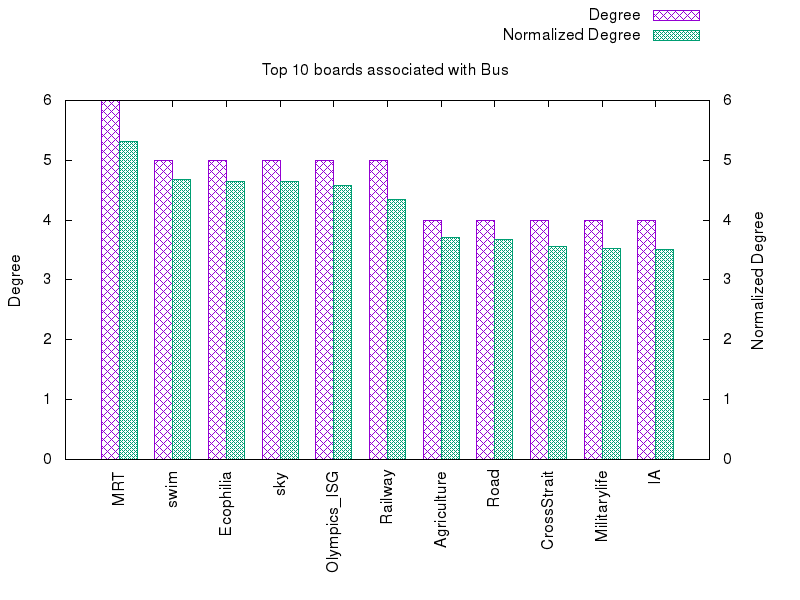 Degree
Normalized Degree
Top 10 boards associated with Bus
6
5
4
3
2
1
0
6
5
4
3
2
1
0
Degree
Normalized Degree
MRT
swim
Ecophilia
sky
Olympics_ISG
Railway
Agriculture
Road
CrossStrait
Militarylife
IA